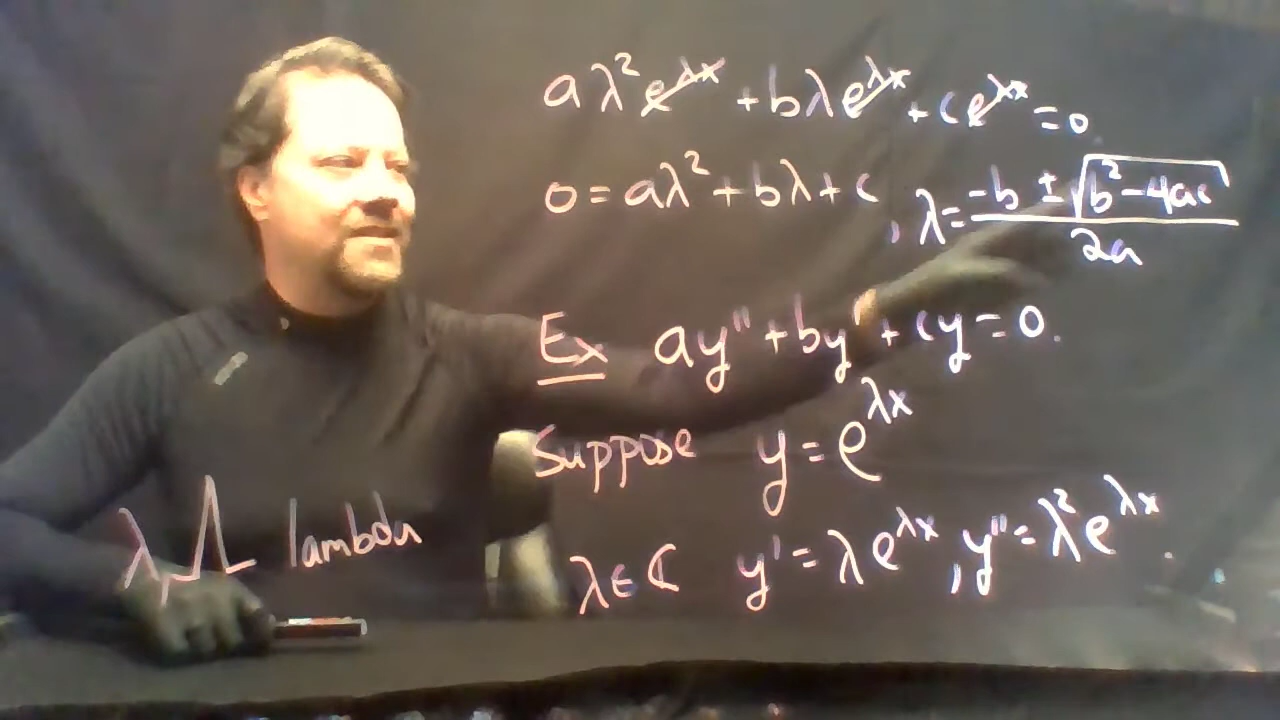 aλ²e^λx + bλe^λx + ce^λx = 0
0 = aλ² + bλ + c , λ = (-b ± √(b² - 4ac)) / 2a
Ex ay'' + by' + cy = 0.
Suppose y = e^λx
λ, Λ lambda
λ ∈ ℂ y' = λe^λx, y'' = λ²e^λx.